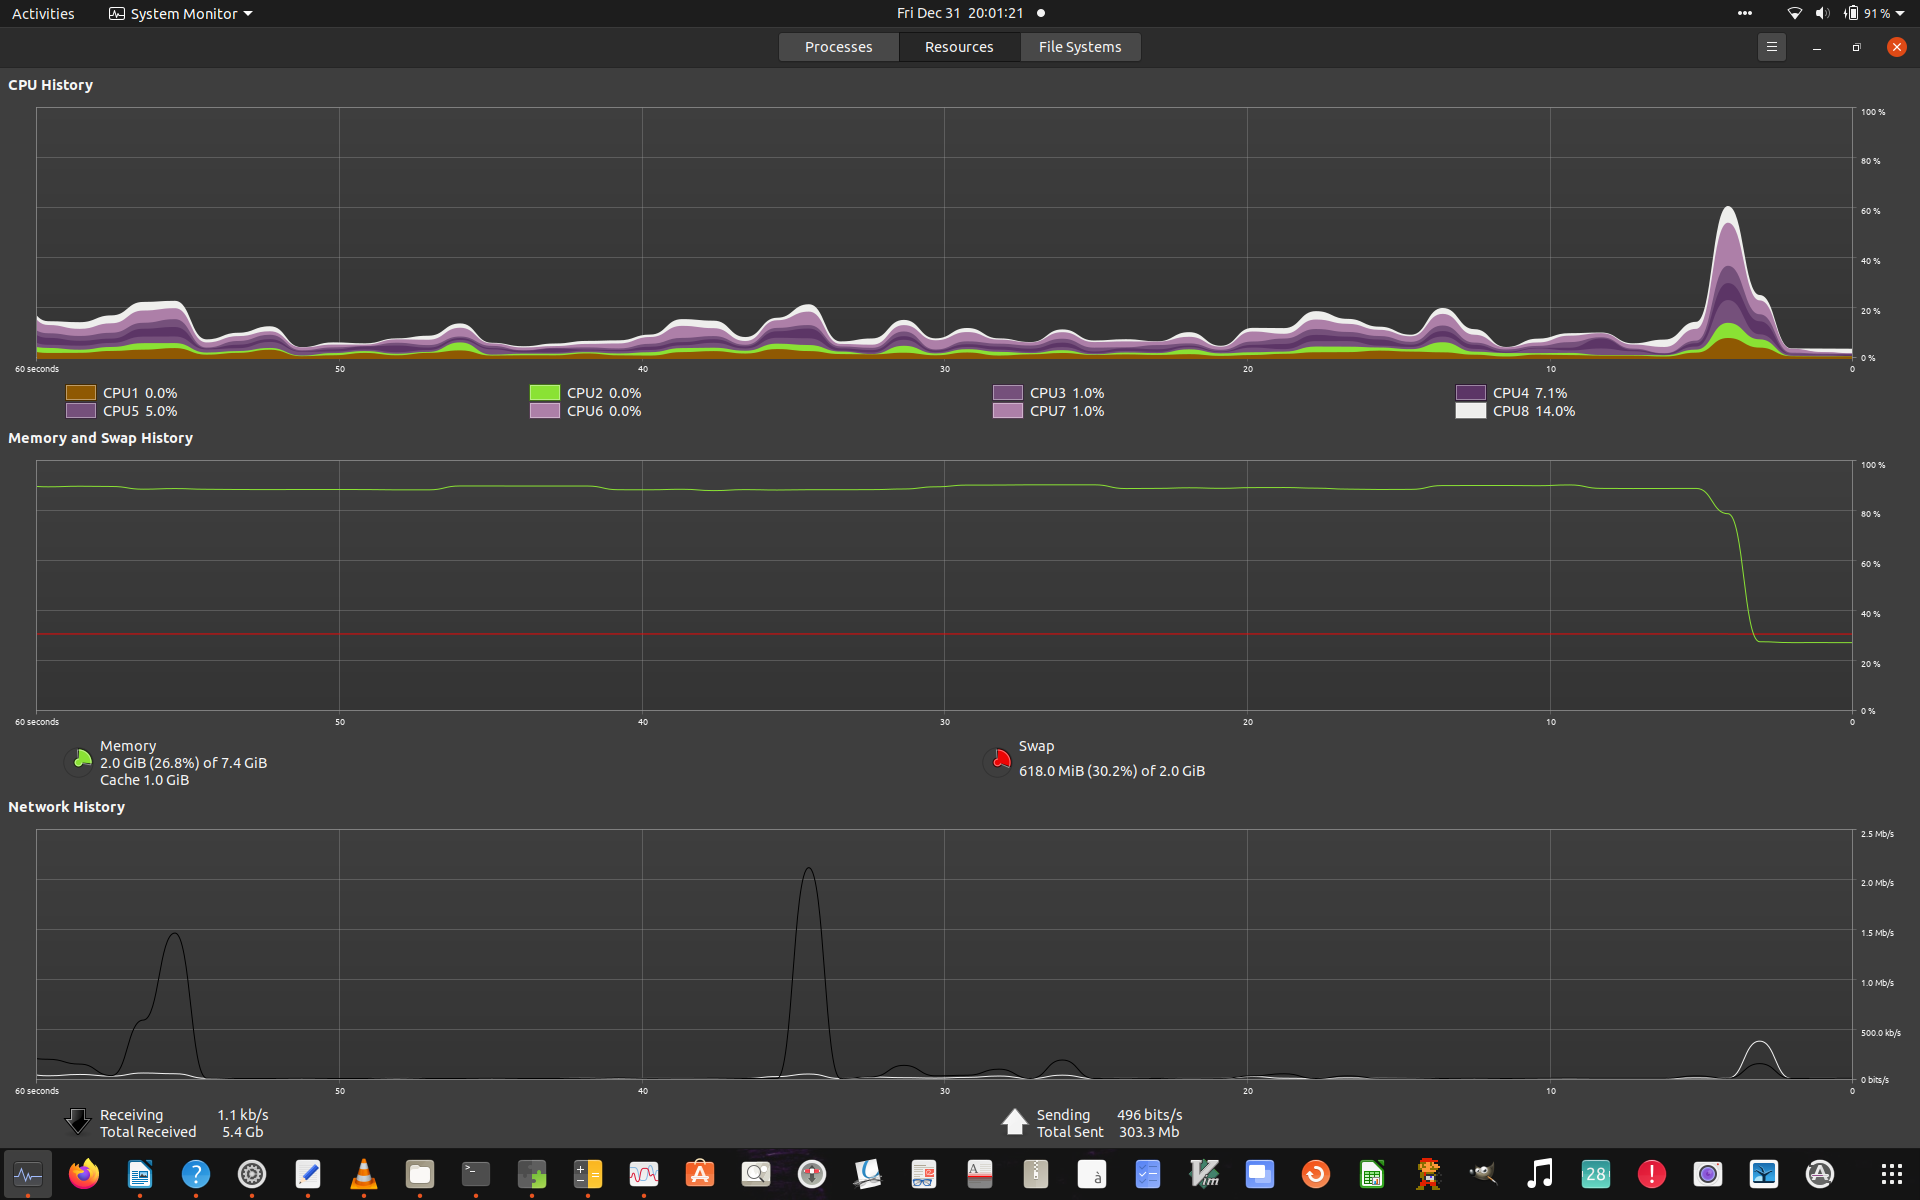 Activities System Monitor Fri Dec 31 20:01:21 91 %
Processes Resources File Systems
CPU History
100 %
80 %
60 %
40 %
20 %
0 %
60 seconds 50 40 30 20 10 0
CPU1 0.0% CPU2 0.0% CPU3 1.0% CPU4 7.1%
CPU5 5.0% CPU6 0.0% CPU7 1.0% CPU8 14.0%
Memory and Swap History
100 %
80 %
60 %
40 %
20 %
0 %
60 seconds 50 40 30 20 10 0
Memory
2.0 GiB (26.8%) of 7.4 GiB
Cache 1.0 GiB
Swap
618.0 MiB (30.2%) of 2.0 GiB
Network History
2.5 Mb/s
2.0 Mb/s
1.5 Mb/s
1.0 Mb/s
500.0 kb/s
0 bits/s
60 seconds 50 40 30 20 10 0
Receiving 1.1 kb/s
Total Received 5.4 Gb
Sending 496 bits/s
Total Sent 303.3 Mb
28